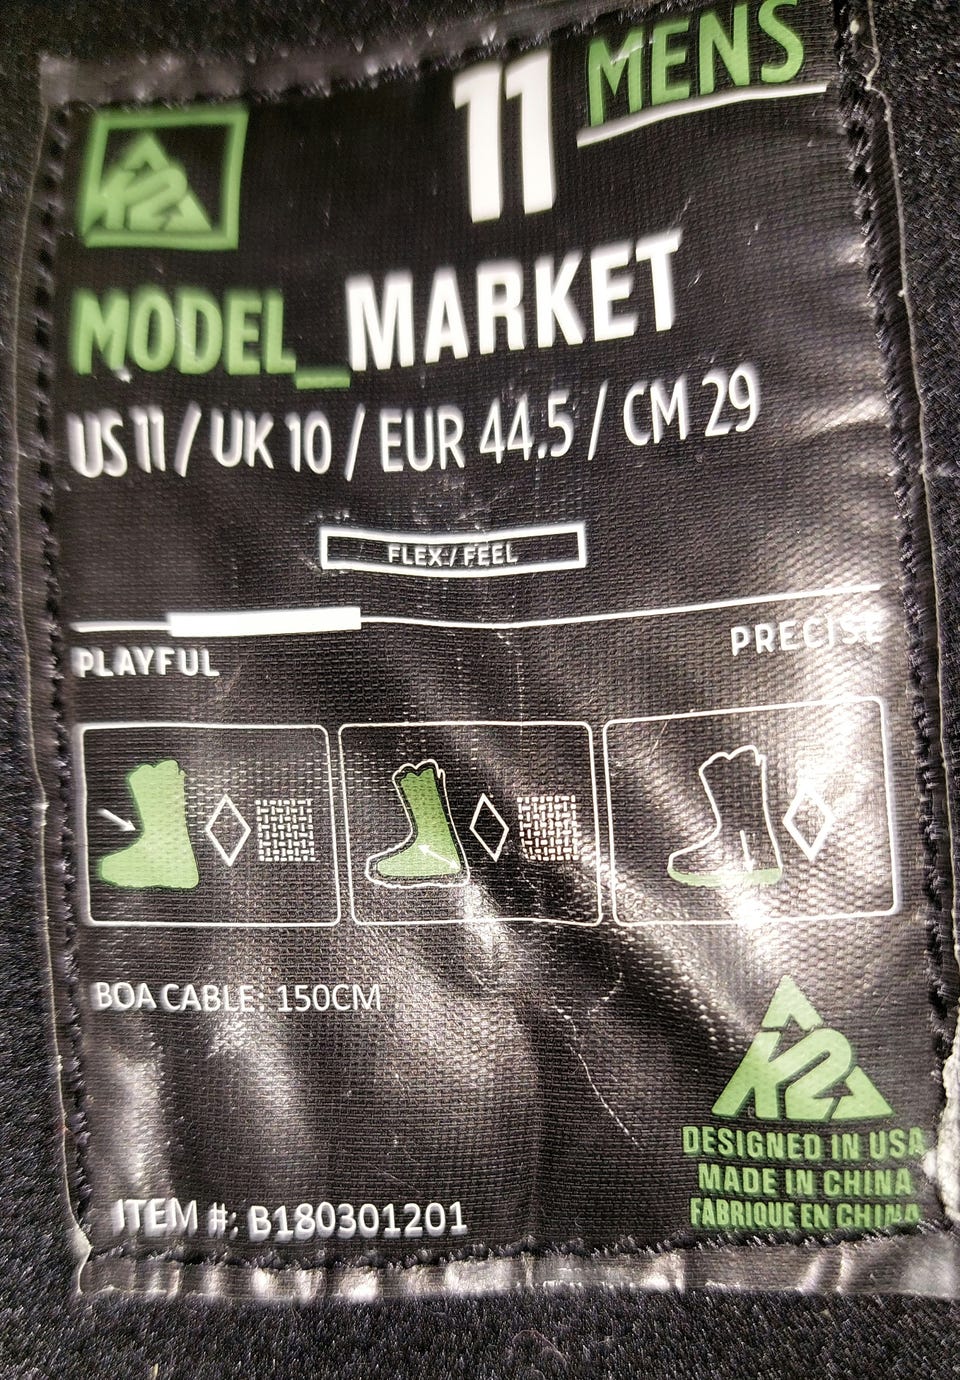 K2
11 MENS
MODEL_MARKET
US 11 / UK 10 / EUR 44.5 / CM 29
FLEX / FEEL
PLAYFUL PRECISE
BOA CABLE: 150CM
K2
DESIGNED IN USA
MADE IN CHINA
FABRIQUE EN CHINA
ITEM #: B180301201